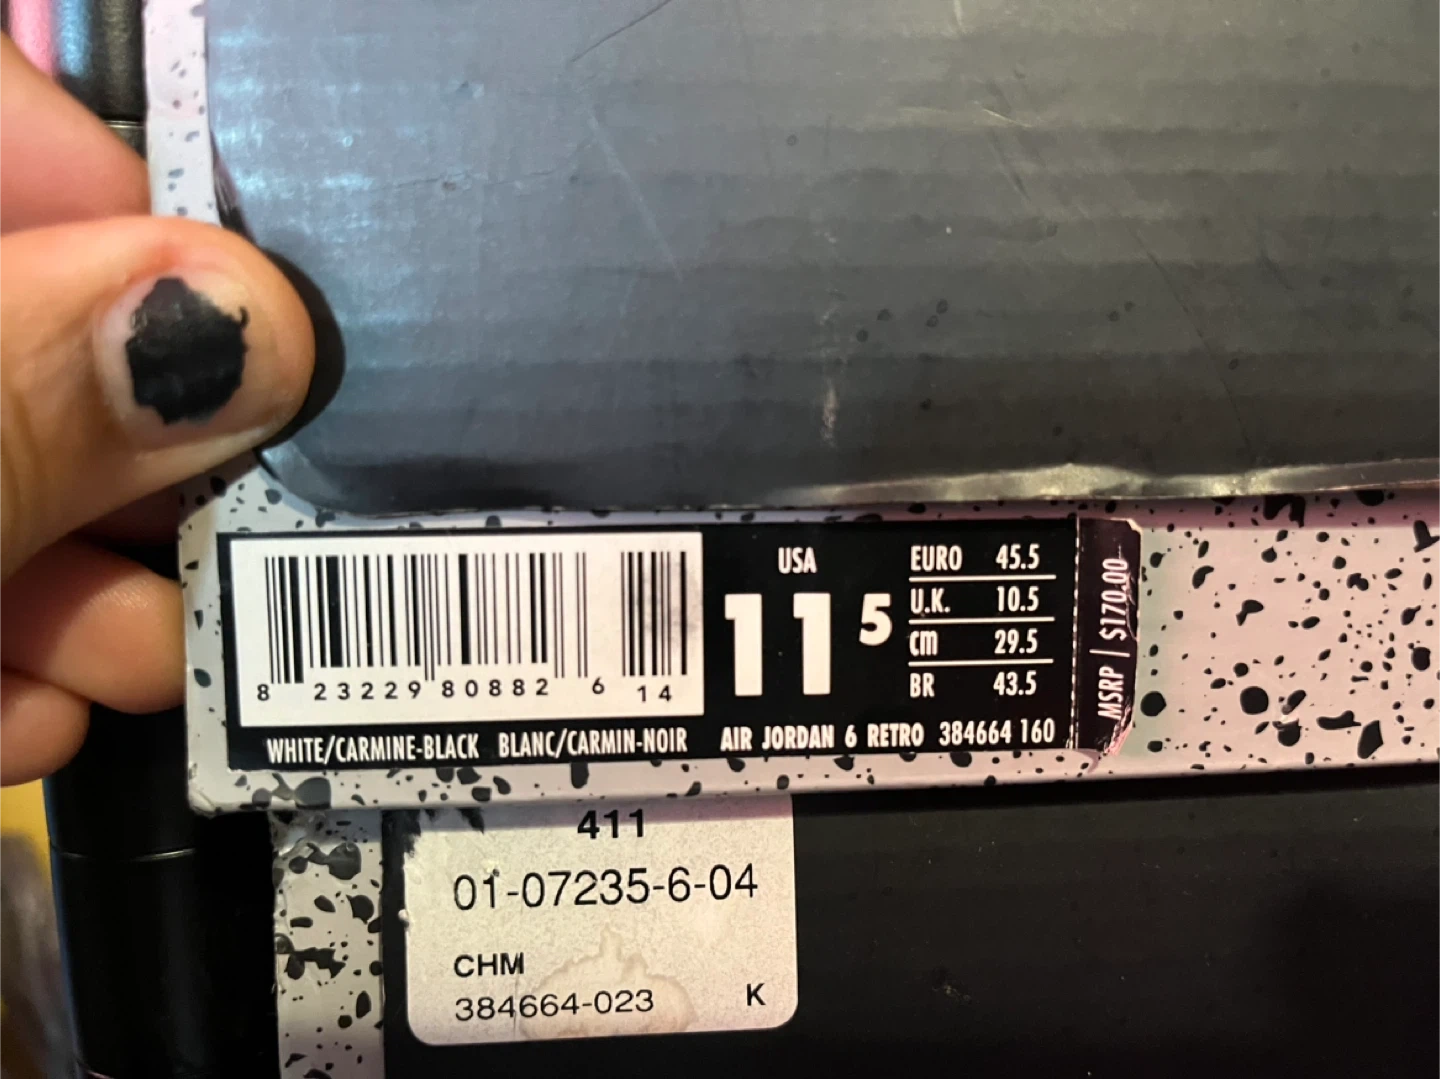 8 23229 80882 6 14
USA
11 5
EURO 45.5
U.K. 10.5
cm 29.5
BR 43.5
MSRP | $170.00
WHITE/CARMINE-BLACK BLANC/CARMIN-NOIR AIR JORDAN 6 RETRO 384664 160
411
01-07235-6-04
CHM
384664-023 K